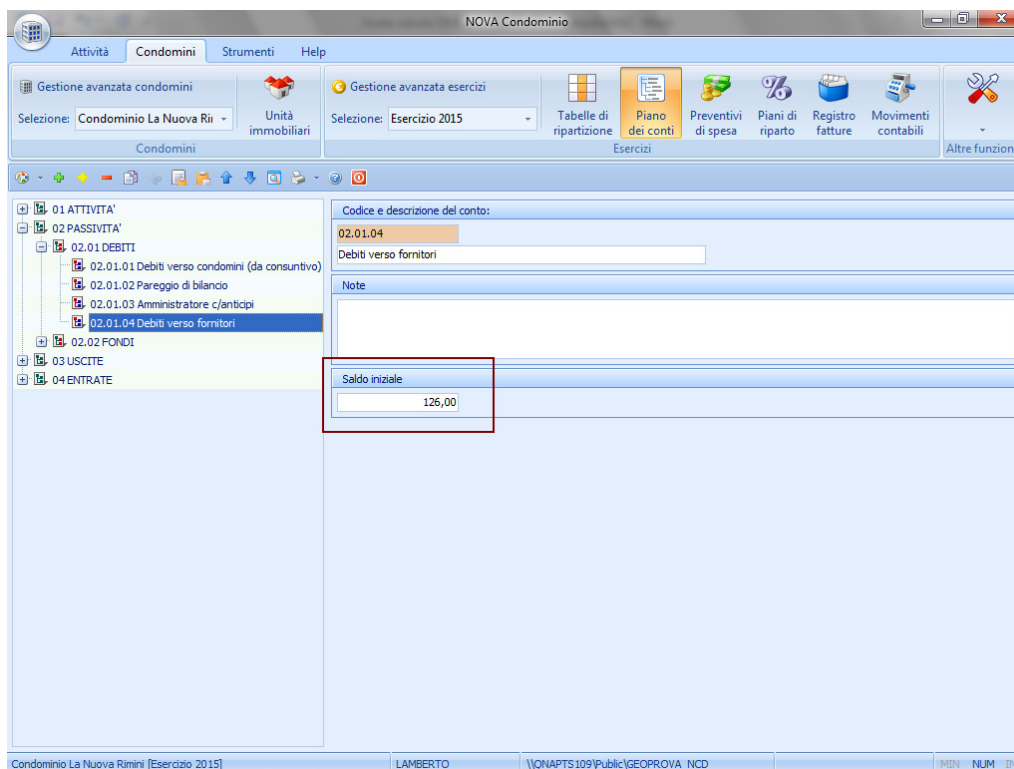 NOVA Condominio
Attività Condomini Strumenti Help
Gestione avanzata condomini
Selezione: Condominio La Nuova Rii
Unità immobiliari
Condomini
Gestione avanzata esercizi
Selezione: Esercizio 2015
Tabelle di ripartizione
Piano dei conti
Preventivi di spesa
Piani di riparto
Registro fatture
Movimenti contabili
Esercizi
Altre funzion
01 ATTIVITA'
02 PASSIVITA'
02.01 DEBITI
02.01.01 Debiti verso condomini (da consuntivo)
02.01.02 Pareggio di bilancio
02.01.03 Amministratore c/anticipi
02.01.04 Debiti verso fornitori
02.02 FONDI
03 USCITE
04 ENTRATE
Codice e descrizione del conto:
02.01.04
Debiti verso fornitori
Note
Saldo iniziale
126,00
Condominio La Nuova Rimini [Esercizio 2015] LAMBERTO \\QNAPTS109\Public\GEOPROVA_NCD MIN NUM IN